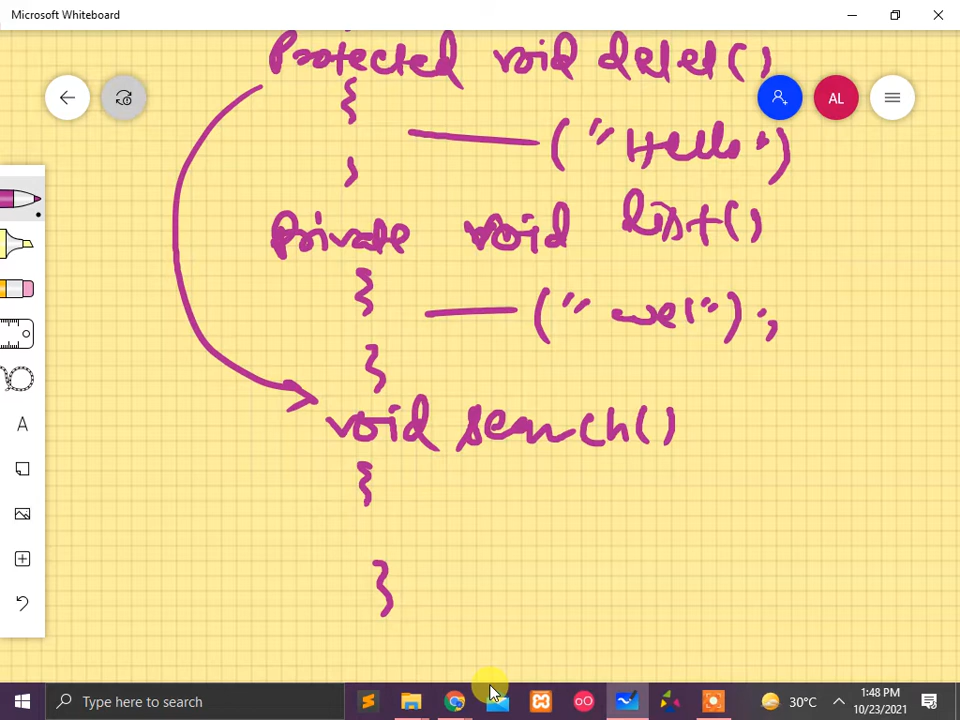 Microsoft Whiteboard
Protected void delet()
AL
{
("Hello")
}
Private void list()
{
("wel");
}
void search()
{
}
A
Type here to search
30°C
1:48 PM
10/23/2021